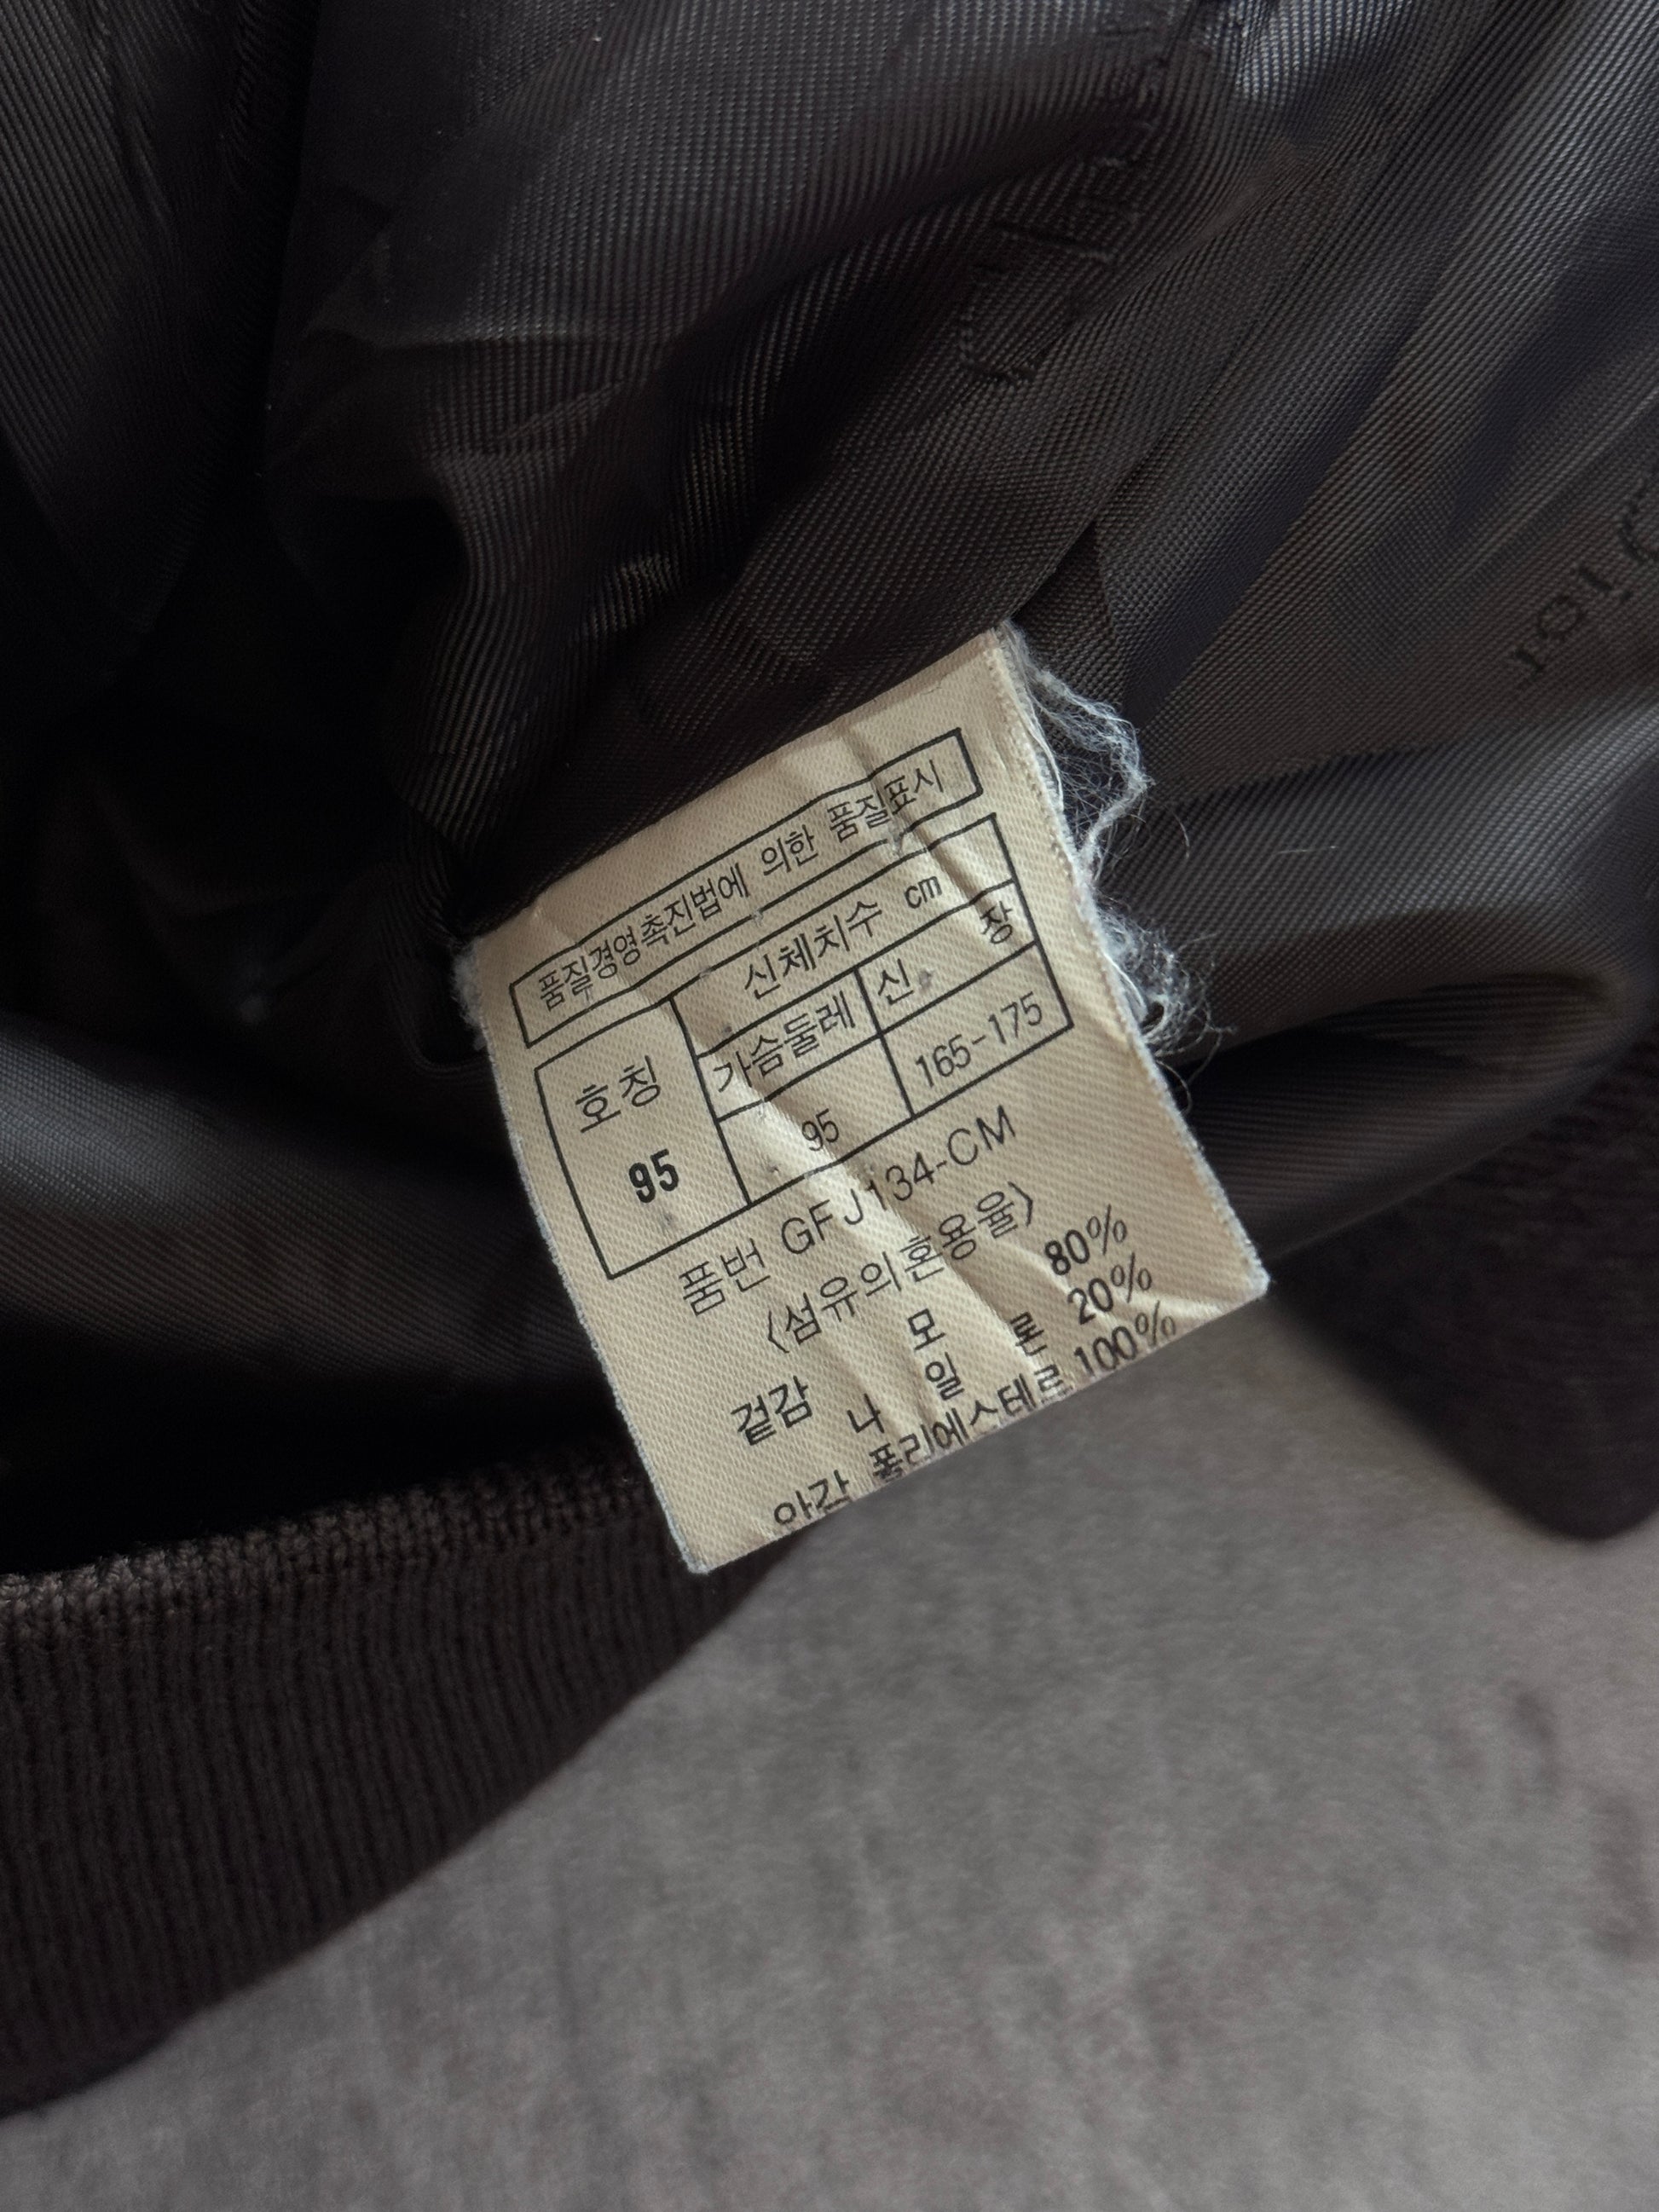 품질경영촉진법에 의한 품질표시
호칭 신체치수 cm
가슴둘레 신장
95 95 165-175
품번 GFJ134-CM
〈섬유의혼용율〉
겉감 모 80%
나일론 20%
안감 폴리에스테르 100%